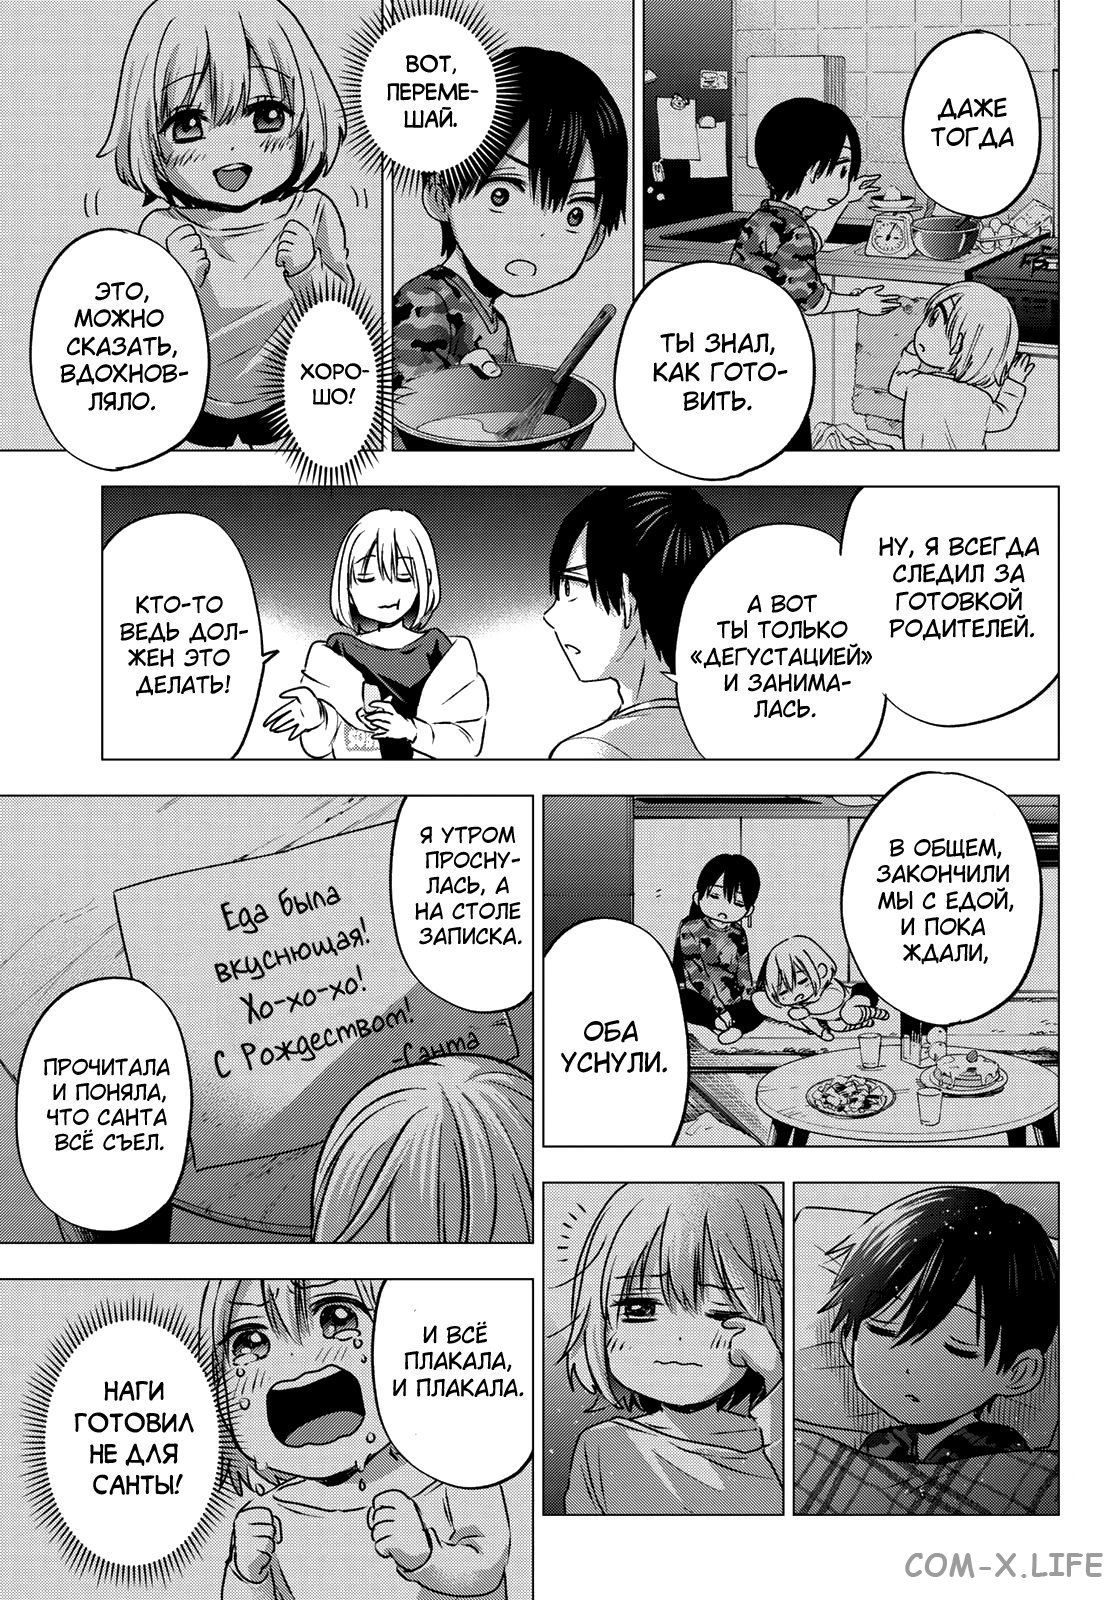 ДАЖЕ
ТОГДА
ТЫ ЗНАЛ,
КАК ГОТО-
ВИТЬ.
ВОТ,
ПЕРЕМЕ-
ШАЙ.
ХОРО-
ШО!
ЭТО,
МОЖНО
СКАЗАТЬ,
ВДОХНОВ-
ЛЯЛО.
НУ, Я ВСЕГДА
СЛЕДИЛ ЗА
ГОТОВКОЙ
РОДИТЕЛЕЙ.
А ВОТ
ТЫ ТОЛЬКО
«ДЕГУСТАЦИЕЙ»
И ЗАНИМА-
ЛАСЬ.
КТО-ТО
ВЕДЬ ДОЛ-
ЖЕН ЭТО
ДЕЛАТЬ!
В ОБЩЕМ,
ЗАКОНЧИЛИ
МЫ С ЕДОЙ,
И ПОКА
ЖДАЛИ,
ОБА
УСНУЛИ.
Я УТРОМ
ПРОСНУ-
ЛАСЬ, А
НА СТОЛЕ
ЗАПИСКА.
Еда была
вкуснющая!
Хо-хо-хо!
С Рождеством!
-Санта
ПРОЧИТАЛА
И ПОНЯЛА,
ЧТО САНТА
ВСЁ СЪЕЛ.
И ВСЁ
ПЛАКАЛА,
И ПЛАКАЛА.
НАГИ
ГОТОВИЛ
НЕ ДЛЯ
САНТЫ!
COM-X.LIFE